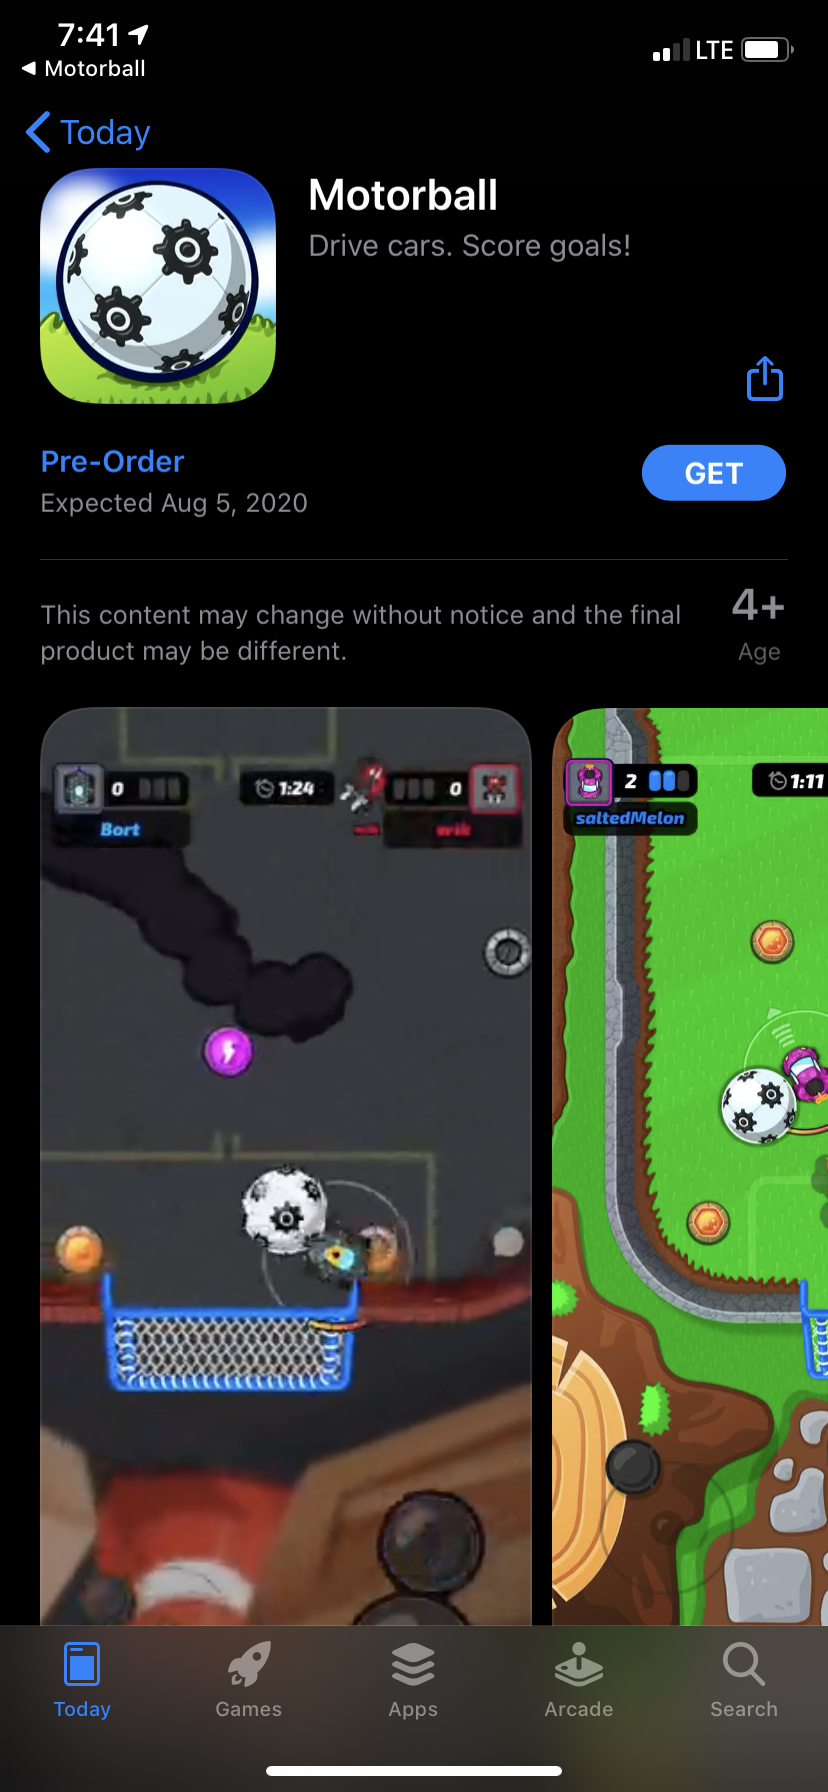 7:41
LTE
Motorball
Today
Motorball
Drive cars. Score goals!
Pre-Order
GET
Expected Aug 5, 2020
This content may change without notice and the final
product may be different.
4+
Age
0
1:24
0
Bort
erik
2
1:11
saltedMelon
Today
Games
Apps
Arcade
Search